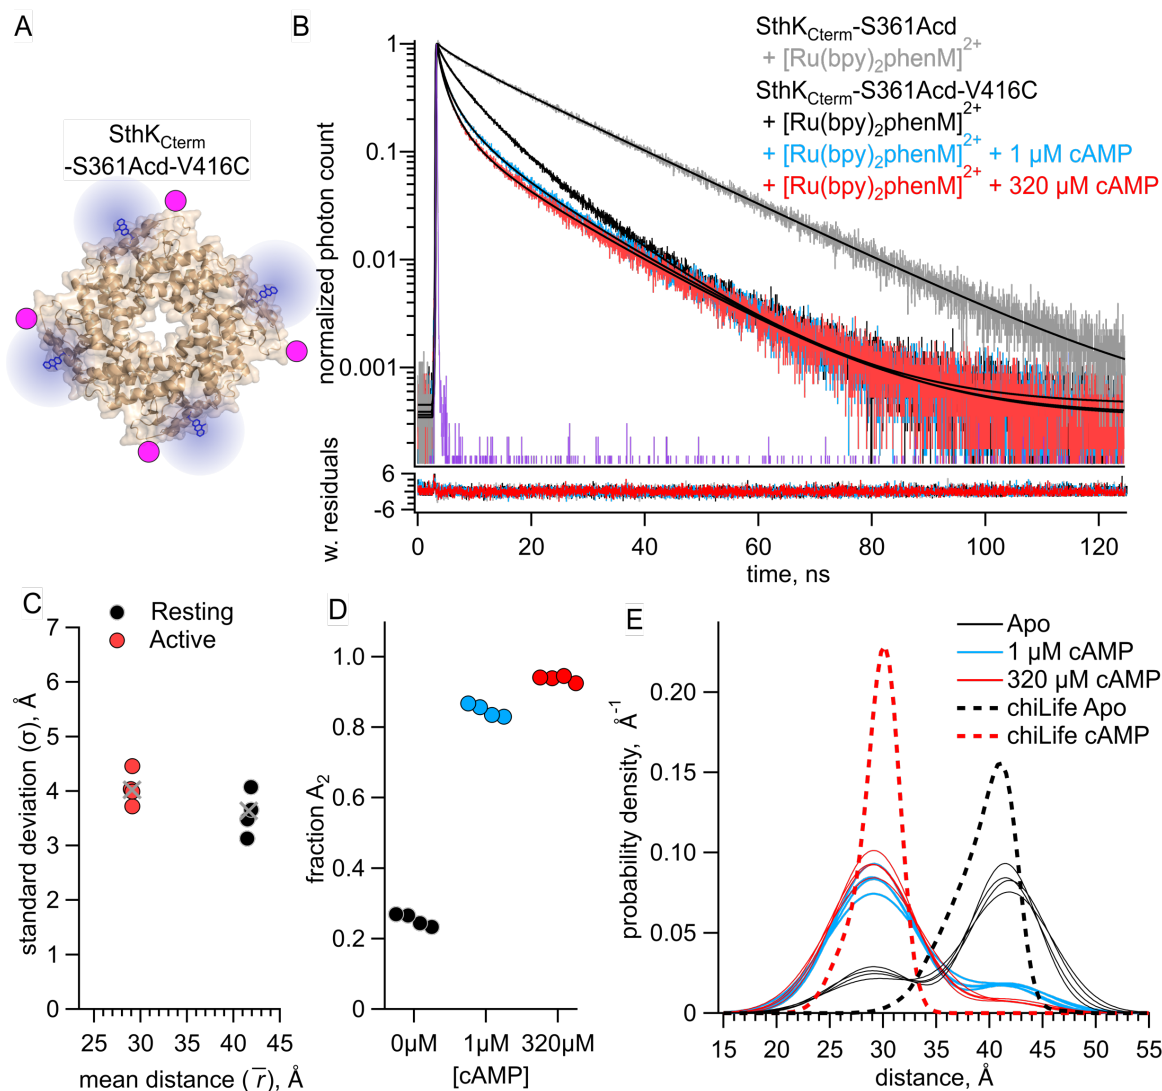 A
SthK_Cterm
-S361Acd-V416C
B
SthK_Cterm-S361Acd
+ [Ru(bpy)₂phenM]²⁺
SthK_Cterm-S361Acd-V416C
+ [Ru(bpy)₂phenM]²⁺
+ [Ru(bpy)₂phenM]²⁺ + 1 µM cAMP
+ [Ru(bpy)₂phenM]²⁺ + 320 µM cAMP
normalized photon count
1
0.1
0.01
0.001
w. residuals
6
-6
0 20 40 60 80 100 120
time, ns
C
Resting
Active
standard deviation (σ), Å
7
6
5
4
3
2
1
0
25 30 35 40 45
mean distance (r̅), Å
D
fraction A₂
1.0
0.8
0.6
0.4
0.2
0
0µM 1µM 320µM
[cAMP]
E
Apo
1 µM cAMP
320 µM cAMP
chiLife Apo
chiLife cAMP
probability density, Å⁻¹
0.20
0.15
0.10
0.05
0
15 20 25 30 35 40 45 50 55
distance, Å